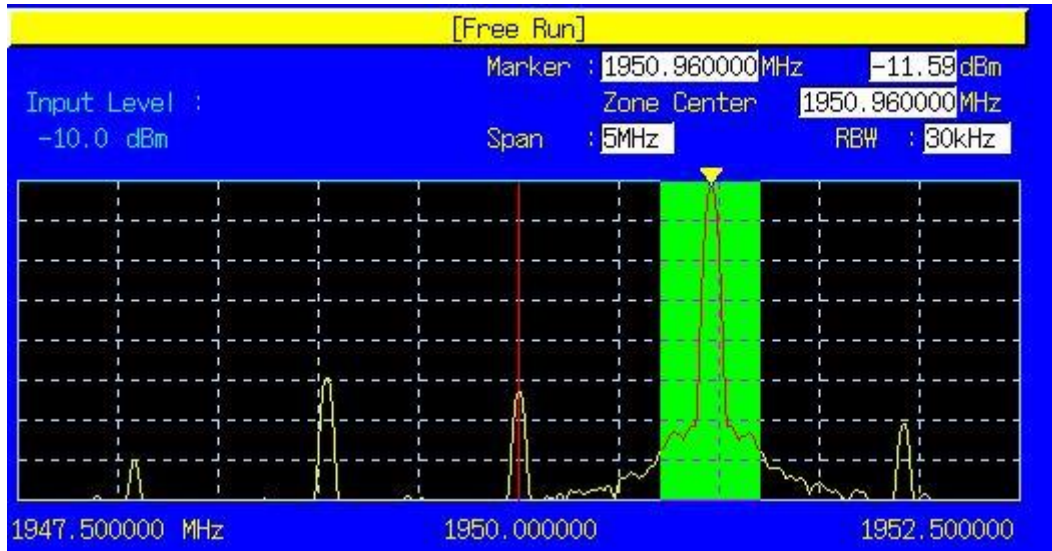 [Free Run]
Marker : 1950.960000 MHz -11.59 dBm
Input Level :
Zone Center 1950.960000 MHz
-10.0 dBm
Span : 5MHz RBW : 30kHz
1947.500000 MHz 1950.000000 1952.500000